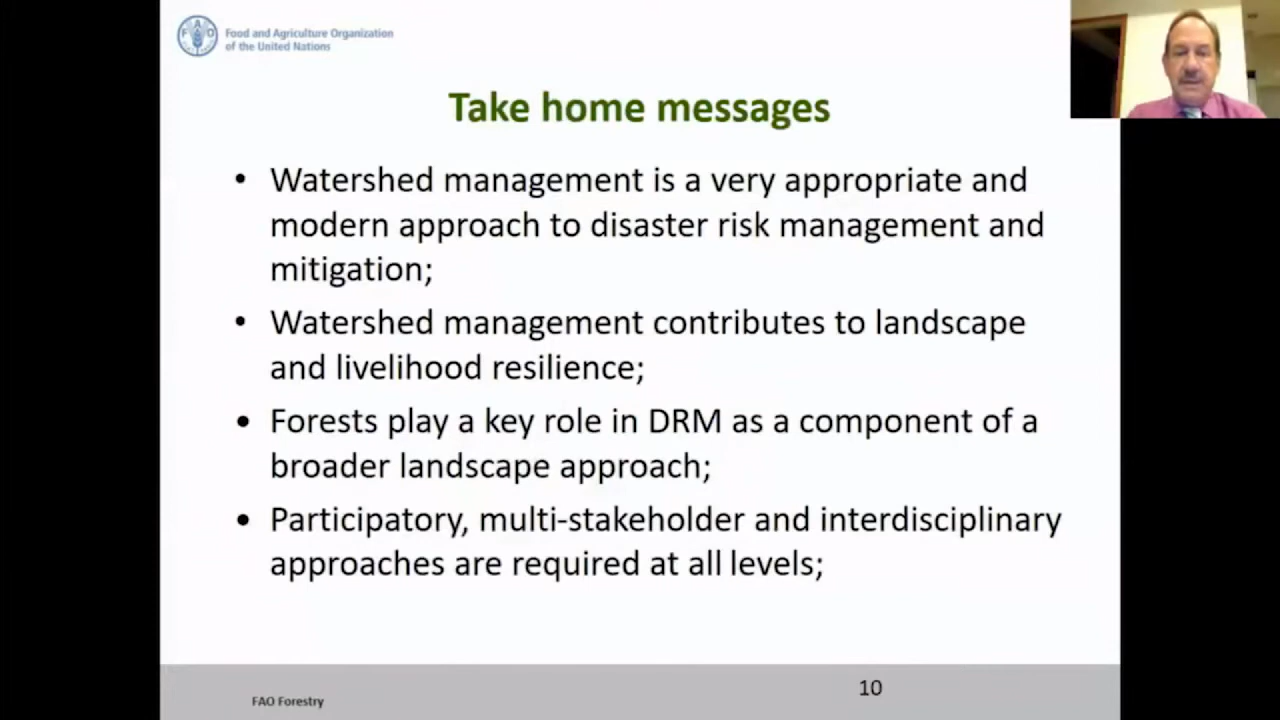 FAO
Food and Agriculture Organization
of the United Nations
Take home messages
• Watershed management is a very appropriate and
modern approach to disaster risk management and
mitigation;
• Watershed management contributes to landscape
and livelihood resilience;
• Forests play a key role in DRM as a component of a
broader landscape approach;
• Participatory, multi-stakeholder and interdisciplinary
approaches are required at all levels;
FAO Forestry
10